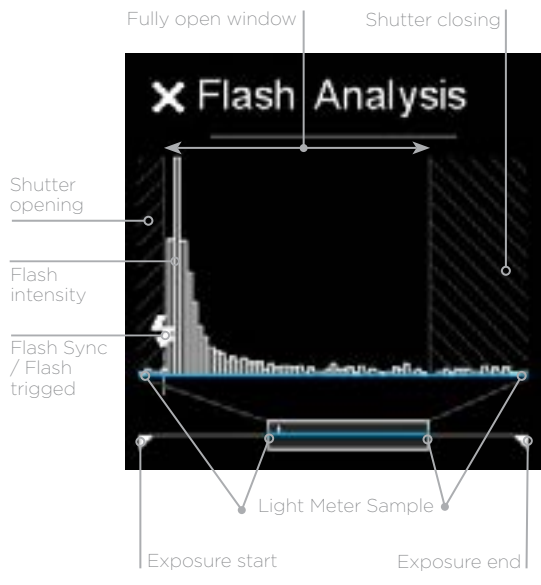 Fully open window
Shutter closing
X Flash Analysis
Shutter
opening
Flash
intensity
Flash Sync
/ Flash
trigged
Light Meter Sample
Exposure start
Exposure end